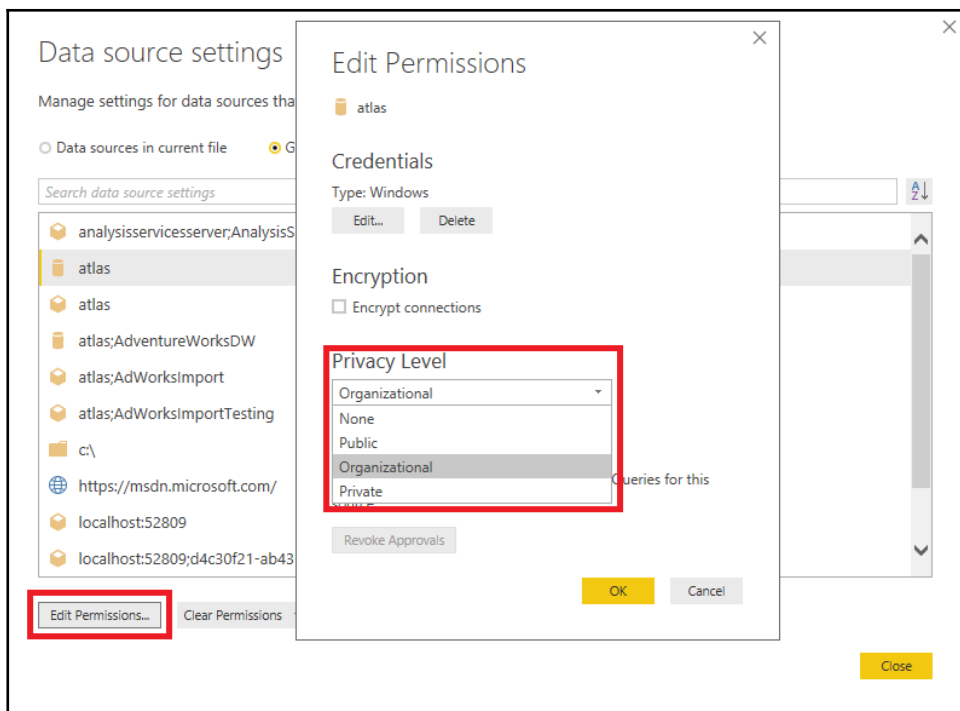 Data source settings
Manage settings for data sources tha
Data sources in current file
G
Search data source settings
A
Z
analysisservicesserver;AnalysisS
atlas
atlas
atlas;AdventureWorksDW
atlas;AdWorksImport
atlas;AdWorksImportTesting
c:\
https://msdn.microsoft.com/
localhost:52809
localhost:52809;d4c30f21-ab43
Edit Permissions...
Clear Permissions
Close
Edit Permissions
atlas
Credentials
Type: Windows
Edit...
Delete
Encryption
Encrypt connections
Privacy Level
Organizational
None
Public
Organizational
Private
Queries for this
source
Revoke Approvals
OK
Cancel